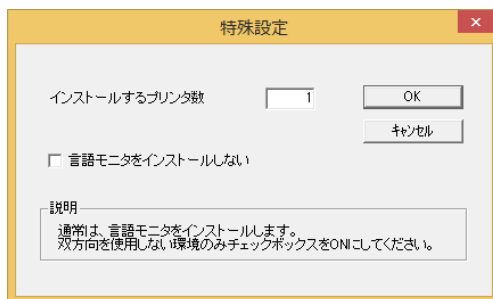 特殊設定
インストールするプリンタ数 1
OK
キャンセル
言語モニタをインストールしない
説明
通常は、言語モニタをインストールします。
双方向を使用しない環境のみチェックボックスをONにしてください。